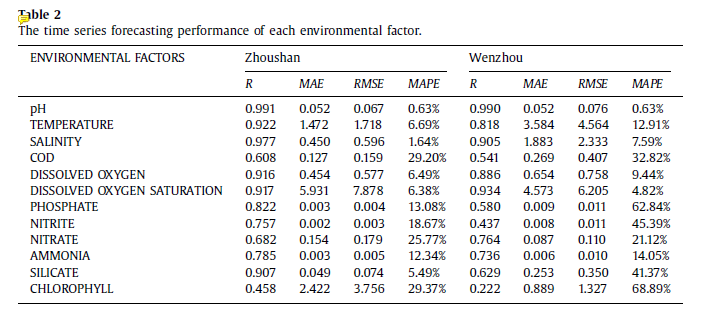 Table 2
The time series forecasting performance of each environmental factor.
ENVIRONMENTAL FACTORS Zhoushan Wenzhou
R MAE RMSE MAPE R MAE RMSE MAPE
pH 0.991 0.052 0.067 0.63% 0.990 0.052 0.076 0.63%
TEMPERATURE 0.922 1.472 1.718 6.69% 0.818 3.584 4.564 12.91%
SALINITY 0.977 0.450 0.596 1.64% 0.905 1.883 2.333 7.59%
COD 0.608 0.127 0.159 29.20% 0.541 0.269 0.407 32.82%
DISSOLVED OXYGEN 0.916 0.454 0.577 6.49% 0.886 0.654 0.758 9.44%
DISSOLVED OXYGEN SATURATION 0.917 5.931 7.878 6.38% 0.934 4.573 6.205 4.82%
PHOSPHATE 0.822 0.003 0.004 13.08% 0.580 0.009 0.011 62.84%
NITRITE 0.757 0.002 0.003 18.67% 0.437 0.008 0.011 45.39%
NITRATE 0.682 0.154 0.179 25.77% 0.764 0.087 0.110 21.12%
AMMONIA 0.785 0.003 0.005 12.34% 0.736 0.006 0.010 14.05%
SILICATE 0.907 0.049 0.074 5.49% 0.629 0.253 0.350 41.37%
CHLOROPHYLL 0.458 2.422 3.756 29.37% 0.222 0.889 1.327 68.89%